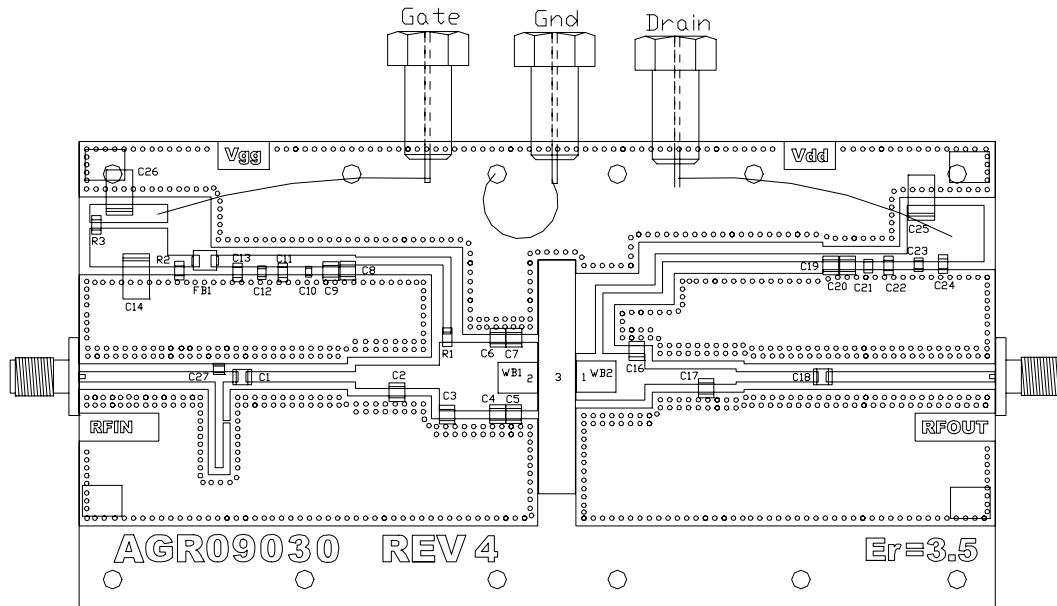 Gate Gnd Drain
Vgg Vdd
C26
R3
C25
R2 C13 C11 C8 C19 C23
FB1 C12 C10 C9 C20 C21 C22 C24
C14
R1 C6 C7 C16
C27 C1 C2 WB1 2 3 1 WB2 C17 C18
C3 C4 C5
RFIN RFOUT
AGR09030 REV 4 Er=3.5